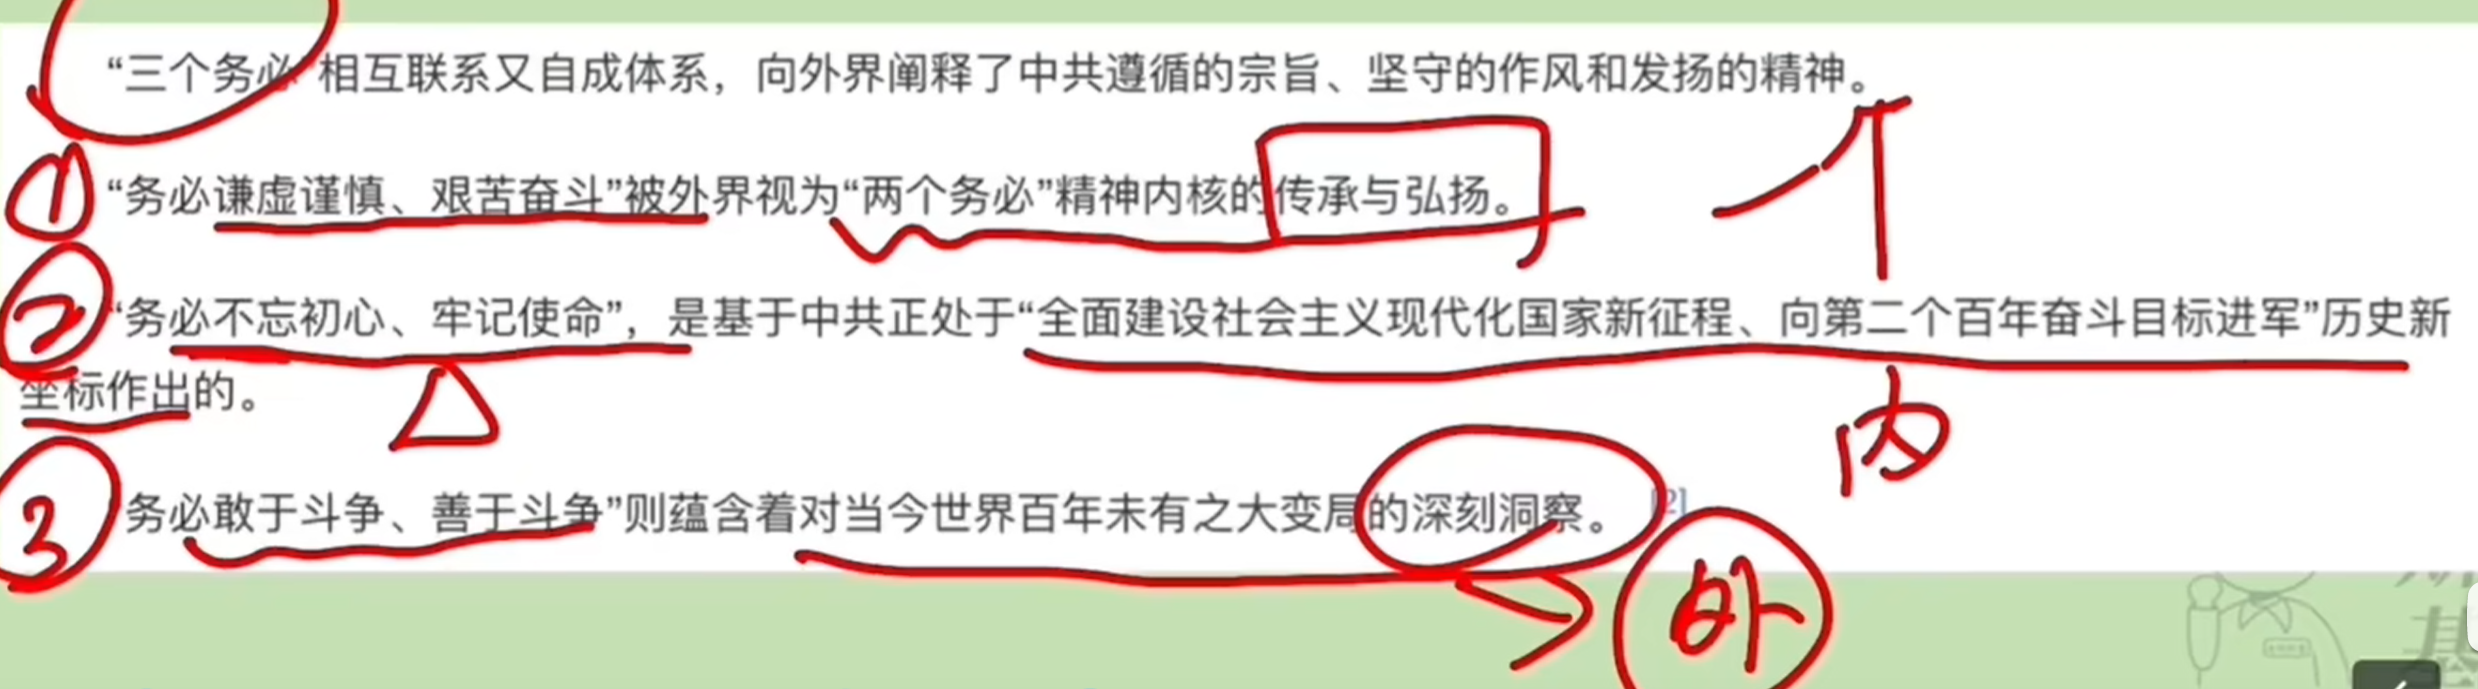 “三个务必”相互联系又自成体系，向外界阐释了中共遵循的宗旨、坚守的作风和发扬的精神。
①“务必谦虚谨慎、艰苦奋斗”被外界视为“两个务必”精神内核的传承与弘扬。
②“务必不忘初心、牢记使命”，是基于中共正处于“全面建设社会主义现代化国家新征程、向第二个百年奋斗目标进军”历史新
坐标作出的。
内
③务必敢于斗争、善于斗争”则蕴含着对当今世界百年未有之大变局的深刻洞察。[2]
外
基